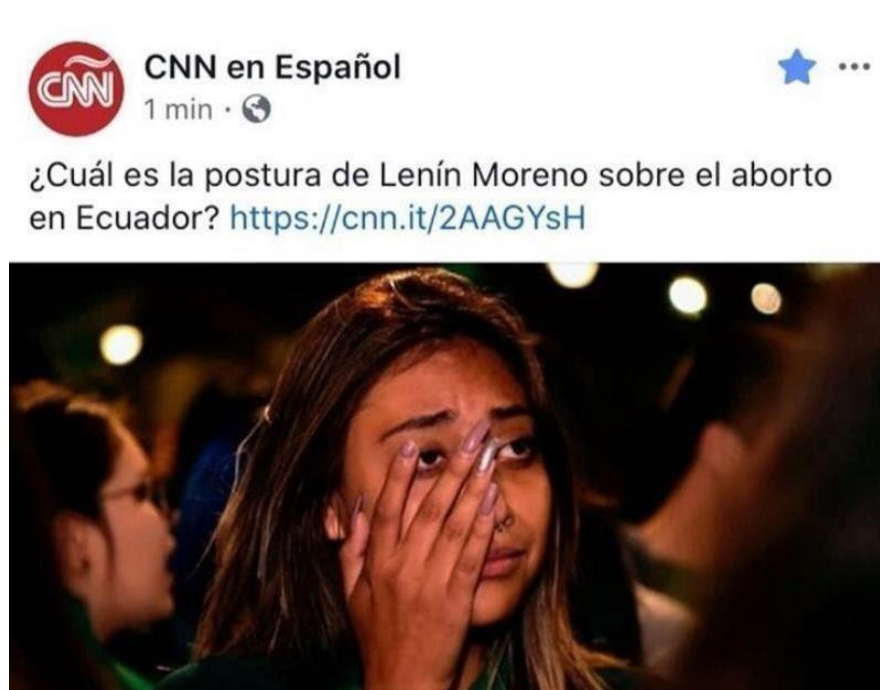 CNN
CNN en Español
1 min ·
¿Cuál es la postura de Lenín Moreno sobre el aborto
en Ecuador? https://cnn.it/2AAGYsH